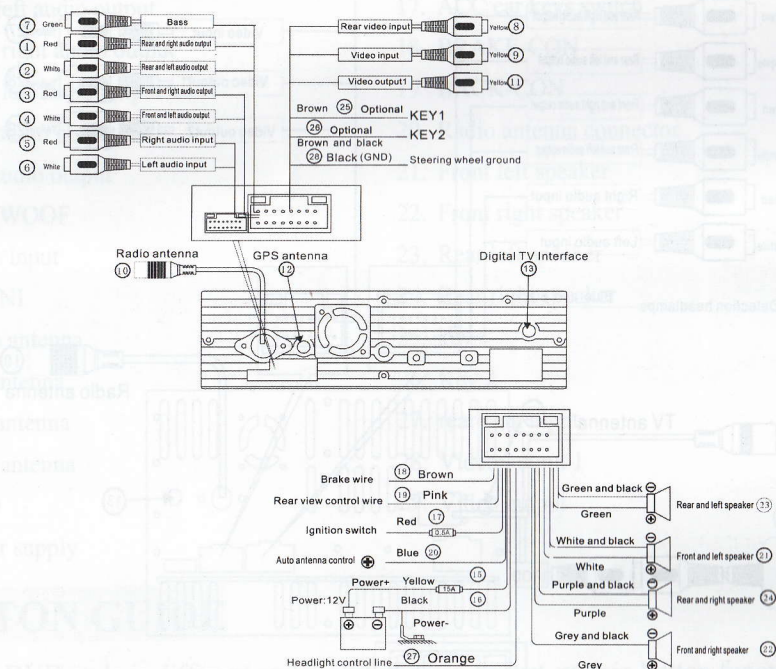 ⑦ Green Bass
① Red Rear and right audio output
② White Rear and left audio output
③ Red Front and right audio output
④ White Front and left audio output
⑤ Red Right audio input
⑥ White Left audio input
Rear video input Yellow ⑧
Video input Yellow ⑨
Video output1 Yellow ⑪
Brown ㉕ Optional KEY1
㉖ Optional KEY2
Brown and black
㉘ Black (GND) Steering wheel ground
Radio antenna
⑩
GPS antenna
⑫
Digital TV Interface
⑬
Brake wire ⑱ Brown
Rear view control wire ⑲ Pink
Ignition switch Red ⑰ 0.5A
Auto antenna control Blue ⑳
Power+ Yellow ⑮ 15A
Power:12V Black ⑯
Power-
Headlight control line ㉗ Orange
Green and black
Green
Rear and left speaker ㉓
White and black
White
Front and left speaker ㉑
Purple and black
Purple
Rear and right speaker ㉔
Grey and black
Grey
Front and right speaker ㉒